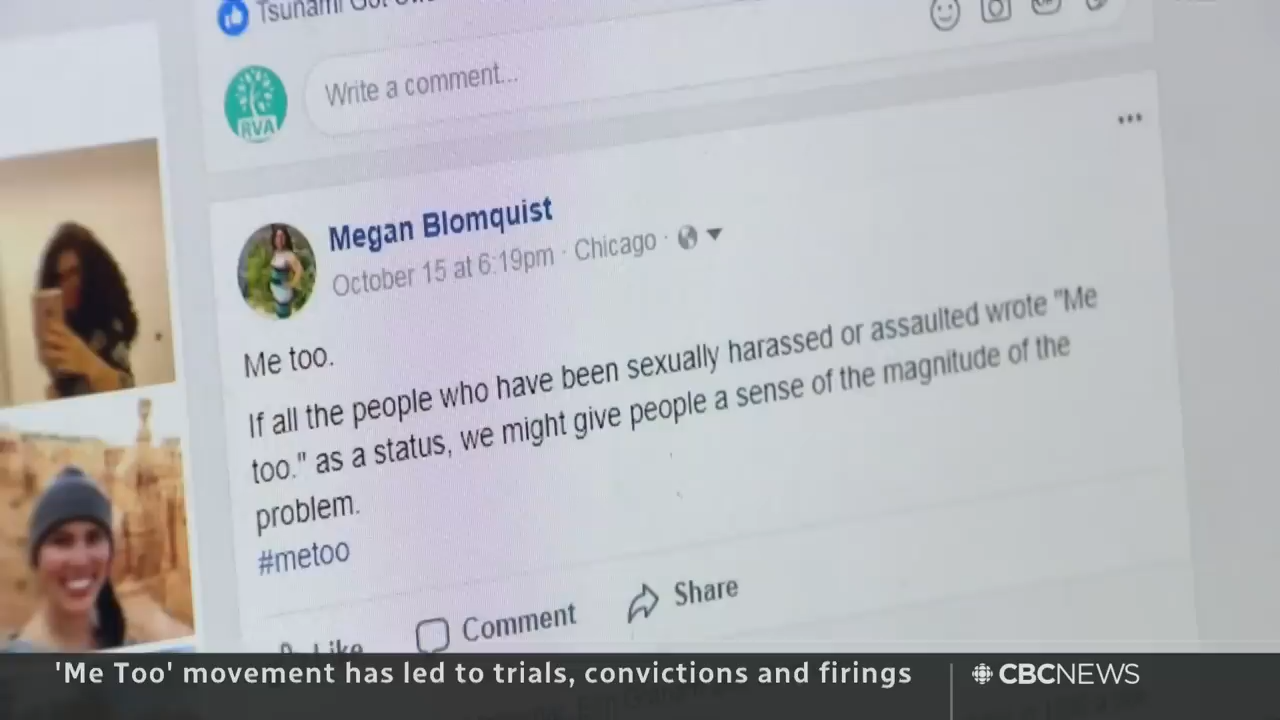 Tsunami
Write a comment...
RVA
Megan Blomquist
October 15 at 6:19pm · Chicago ·
Me too.
If all the people who have been sexually harassed or assaulted wrote "Me
too." as a status, we might give people a sense of the magnitude of the
problem.
#metoo
Like Comment Share
'Me Too' movement has led to trials, convictions and firings
CBCNEWS